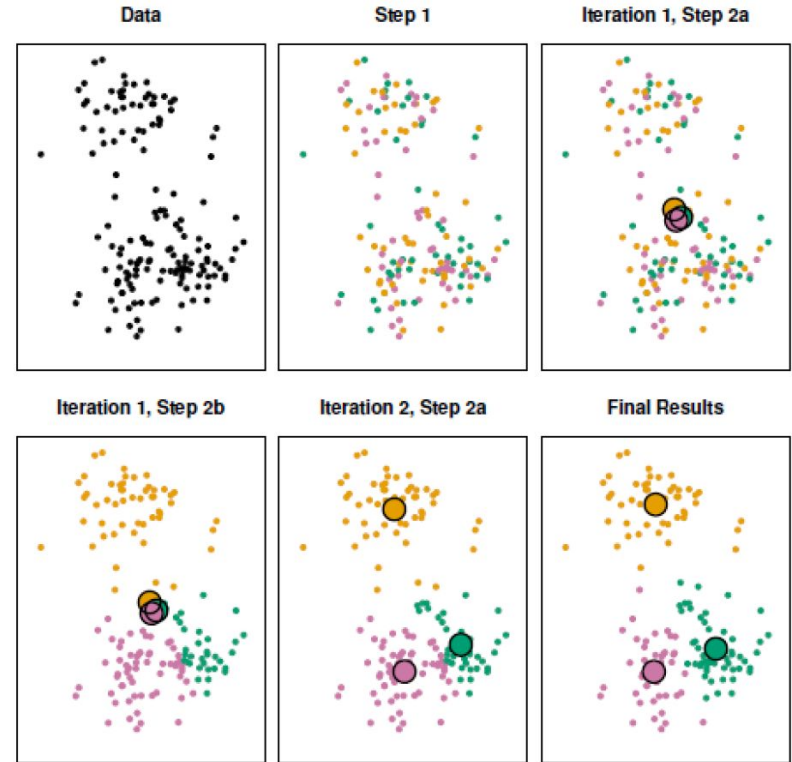 Data
Step 1
Iteration 1, Step 2a
Iteration 1, Step 2b
Iteration 2, Step 2a
Final Results